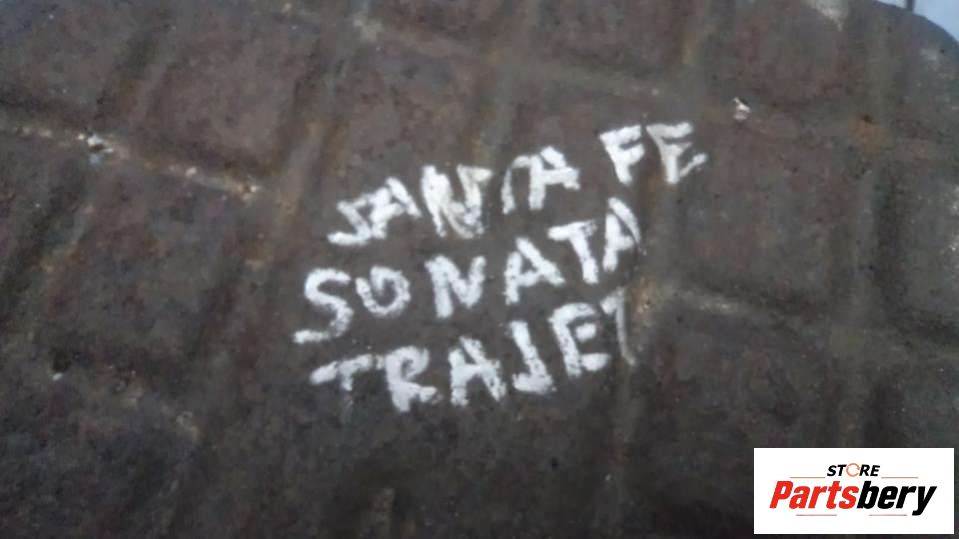 SANTA FE
SONATA
TRAJET
STORE
Partsbery